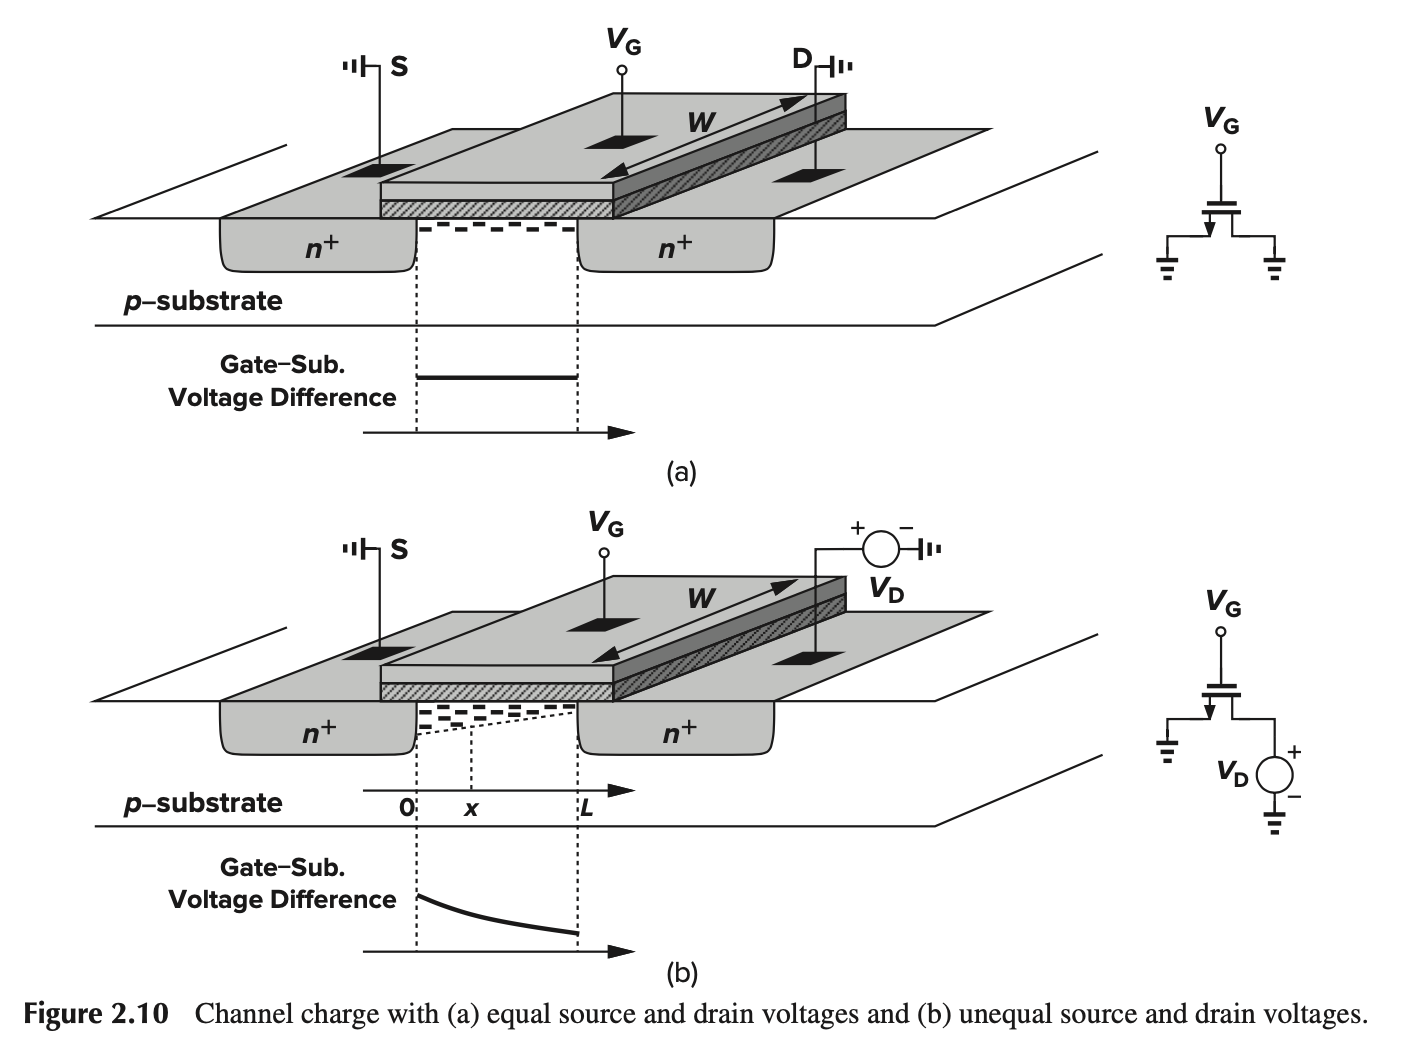 V_G
S
D
V_G
W
n+
n+
p–substrate
Gate–Sub.
Voltage Difference
(a)
V_G
S
+ –
V_D
V_G
W
n+
n+
+
V_D
–
p–substrate
0 x L
Gate–Sub.
Voltage Difference
(b)
Figure 2.10 Channel charge with (a) equal source and drain voltages and (b) unequal source and drain voltages.